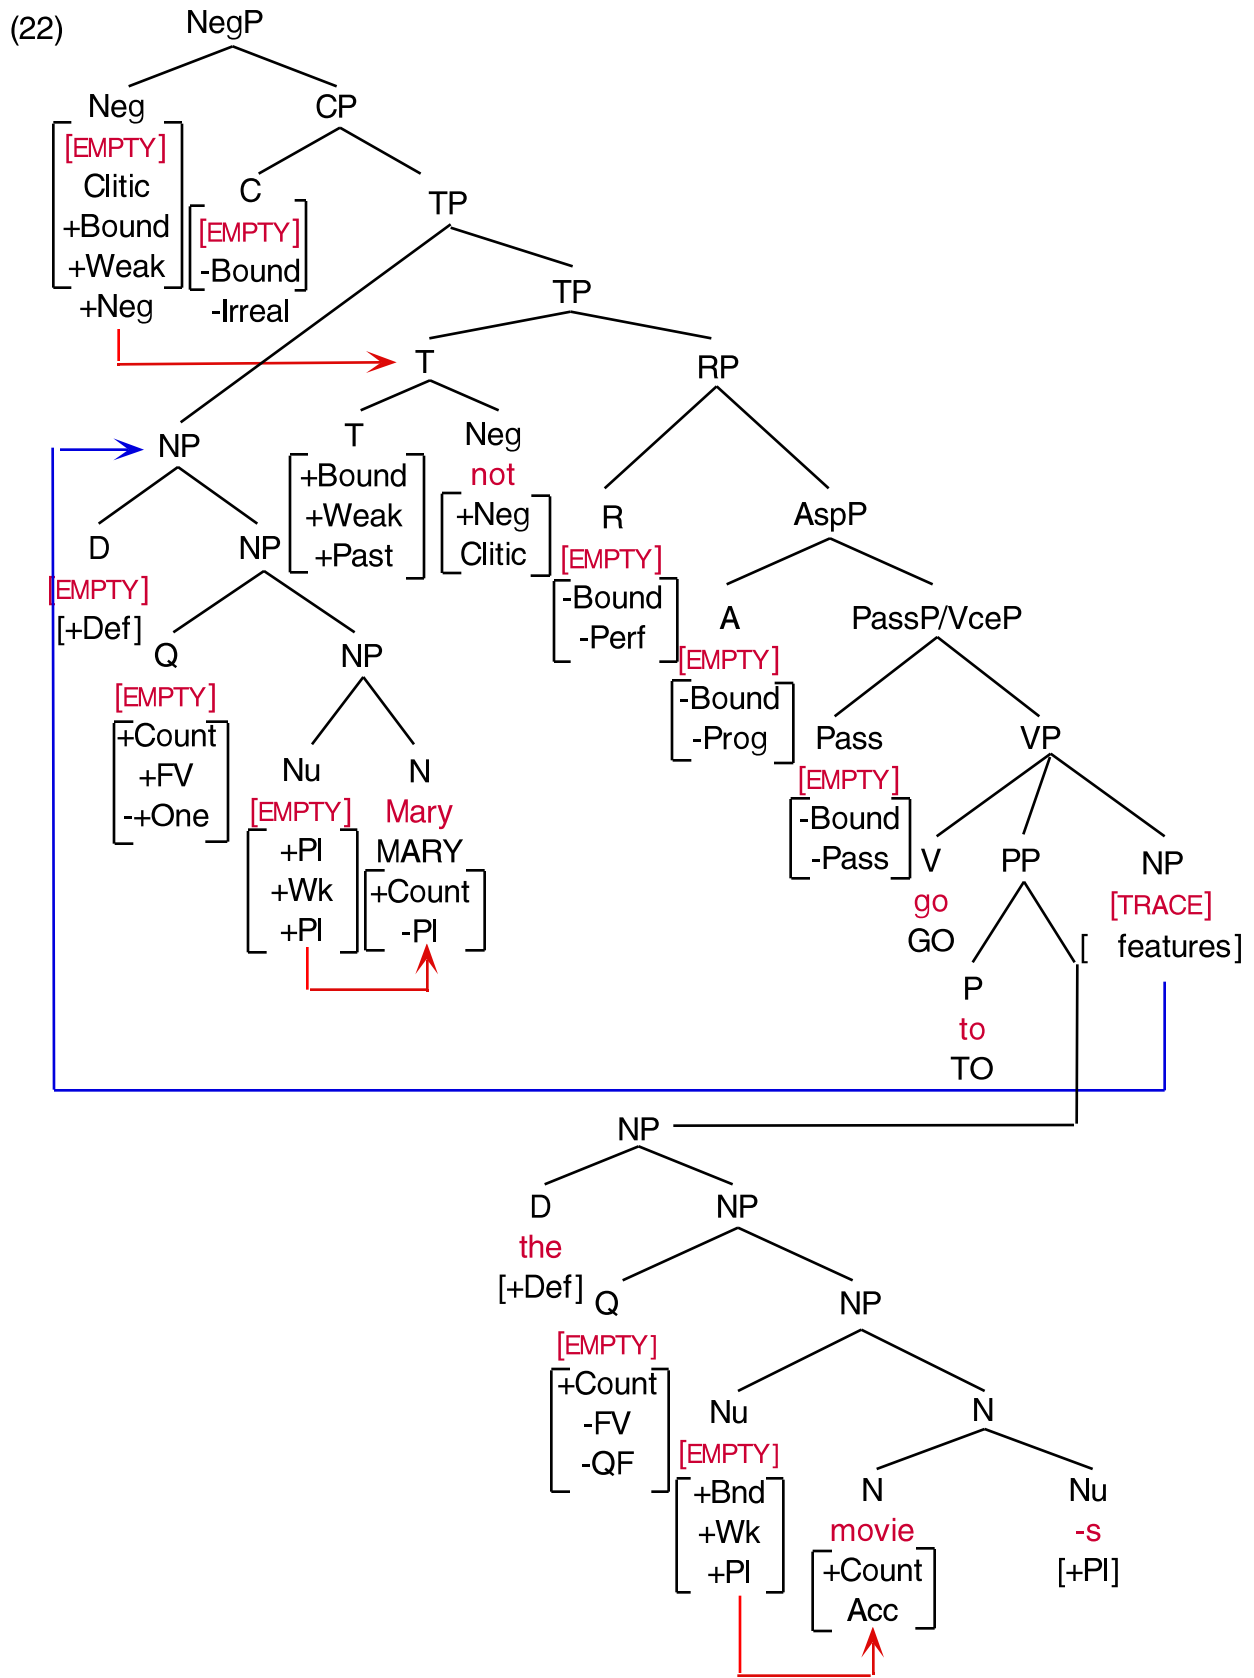 (22)
NegP
Neg
[EMPTY]
Clitic
+Bound
+Weak
+Neg
CP
C
[EMPTY]
-Bound
-Irreal
TP
TP
T
T
+Bound
+Weak
+Past
Neg
not
+Neg
Clitic
RP
R
[EMPTY]
-Bound
-Perf
AspP
A
[EMPTY]
-Bound
-Prog
PassP/VceP
Pass
[EMPTY]
-Bound
-Pass
VP
V
go
GO
PP
P
to
TO
NP
[TRACE]
[ features]
NP
D
[EMPTY]
[+Def]
NP
Q
[EMPTY]
+Count
+FV
-+One
NP
Nu
[EMPTY]
+Pl
+Wk
+Pl
N
Mary
MARY
+Count
-Pl
NP
D
the
[+Def]
NP
Q
[EMPTY]
+Count
-FV
-QF
NP
Nu
[EMPTY]
+Bnd
+Wk
+Pl
N
N
movie
+Count
Acc
Nu
-s
[+Pl]